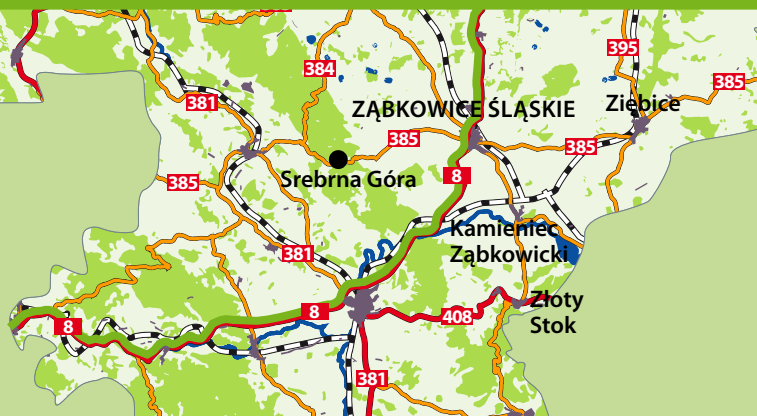 395
384
385
381
ZĄBKOWICE ŚLĄSKIE
Ziębice
385
385
Srebrna Góra
8
385
Kamieniec
Ząbkowicki
381
Złoty
Stok
8
408
8
381